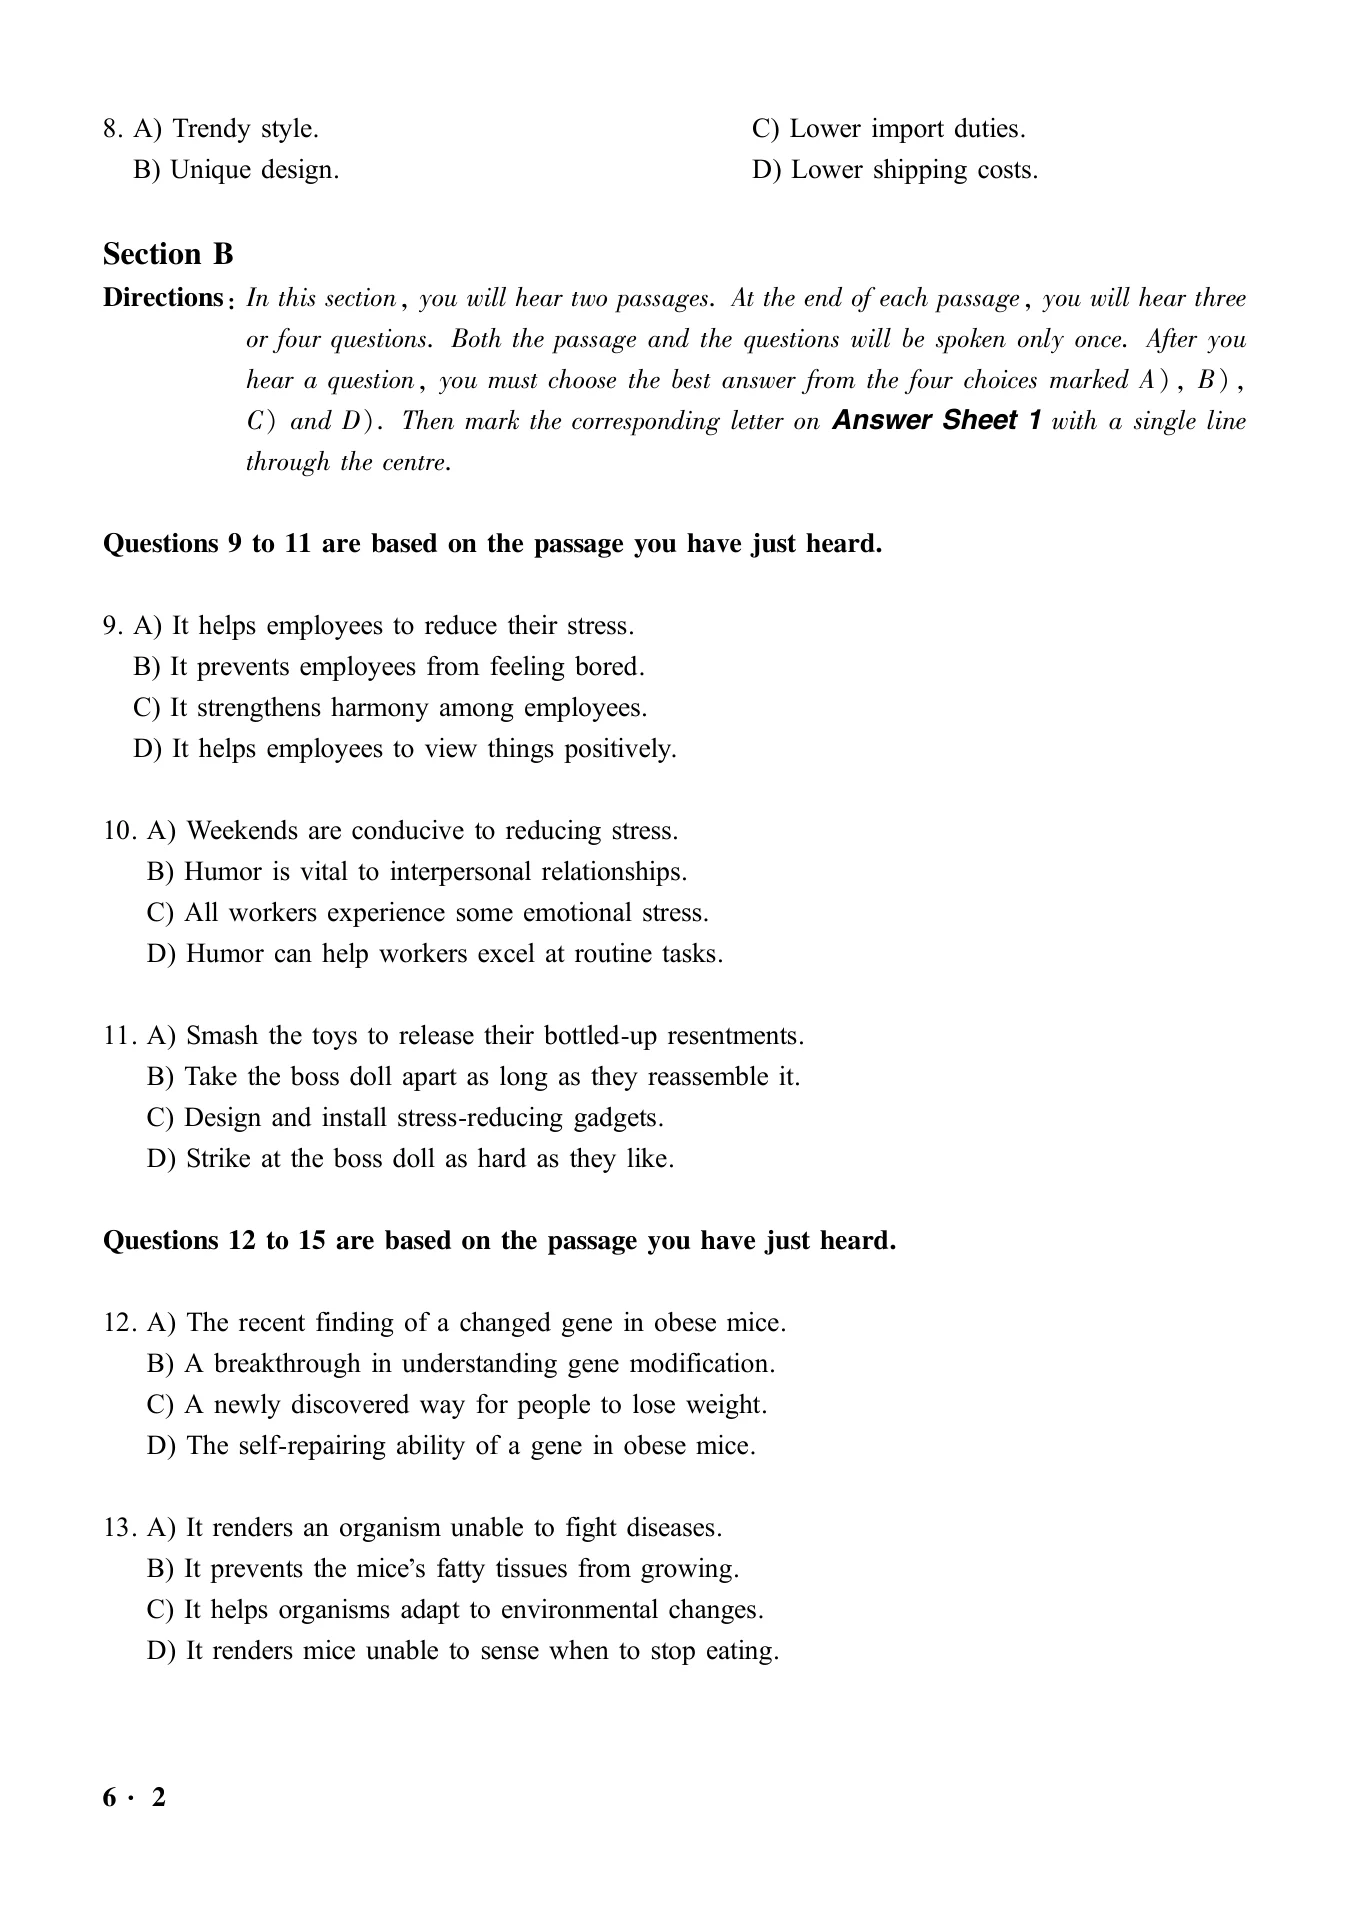 8. A) Trendy style. C) Lower import duties.
B) Unique design. D) Lower shipping costs.
Section B
Directions: In this section, you will hear two passages. At the end of each passage, you will hear three
or four questions. Both the passage and the questions will be spoken only once. After you
hear a question, you must choose the best answer from the four choices marked A), B),
C) and D). Then mark the corresponding letter on Answer Sheet 1 with a single line
through the centre.
Questions 9 to 11 are based on the passage you have just heard.
9. A) It helps employees to reduce their stress.
B) It prevents employees from feeling bored.
C) It strengthens harmony among employees.
D) It helps employees to view things positively.
10. A) Weekends are conducive to reducing stress.
B) Humor is vital to interpersonal relationships.
C) All workers experience some emotional stress.
D) Humor can help workers excel at routine tasks.
11. A) Smash the toys to release their bottled-up resentments.
B) Take the boss doll apart as long as they reassemble it.
C) Design and install stress-reducing gadgets.
D) Strike at the boss doll as hard as they like.
Questions 12 to 15 are based on the passage you have just heard.
12. A) The recent finding of a changed gene in obese mice.
B) A breakthrough in understanding gene modification.
C) A newly discovered way for people to lose weight.
D) The self-repairing ability of a gene in obese mice.
13. A) It renders an organism unable to fight diseases.
B) It prevents the mice’s fatty tissues from growing.
C) It helps organisms adapt to environmental changes.
D) It renders mice unable to sense when to stop eating.
6 · 2